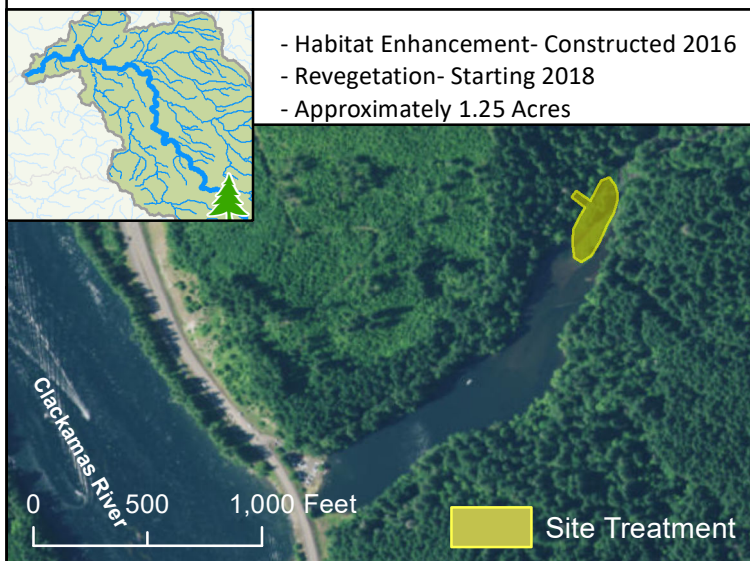 - Habitat Enhancement- Constructed 2016
- Revegetation- Starting 2018
- Approximately 1.25 Acres
Clackamas River
0 500 1,000 Feet
Site Treatment